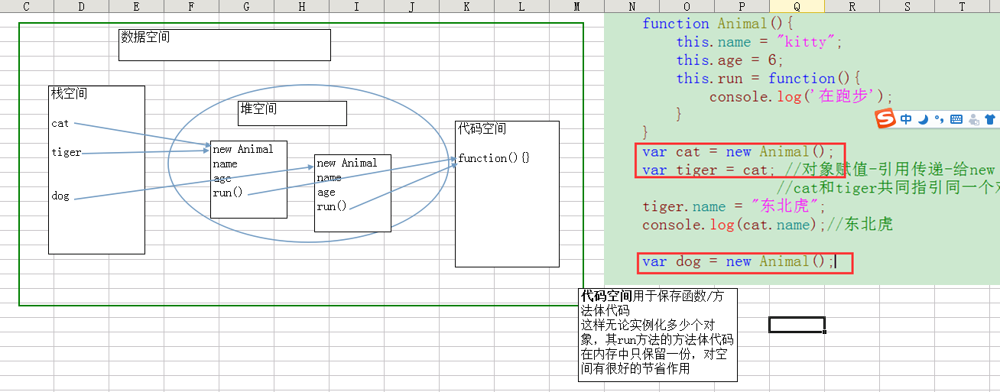 C D E F G H I J K L M N O P Q R S T
数据空间
栈空间
cat
tiger
dog
堆空间
new Animal
name
age
run()
new Animal
name
age
run()
代码空间
function(){}
function Animal(){
this.name = "kitty";
this.age = 6;
this.run = function(){
console.log('在跑步');
}
}
var cat = new Animal();
var tiger = cat; //对象赋值-引用传递-给new
//cat和tiger共同指引同一个
tiger.name = "东北虎";
console.log(cat.name);//东北虎
var dog = new Animal();
S 中
代码空间用于保存函数/方
法体代码
这样无论实例化多少个对
象，其run方法的方法体代码
在内存中只保留一份，对空
间有很好的节省作用